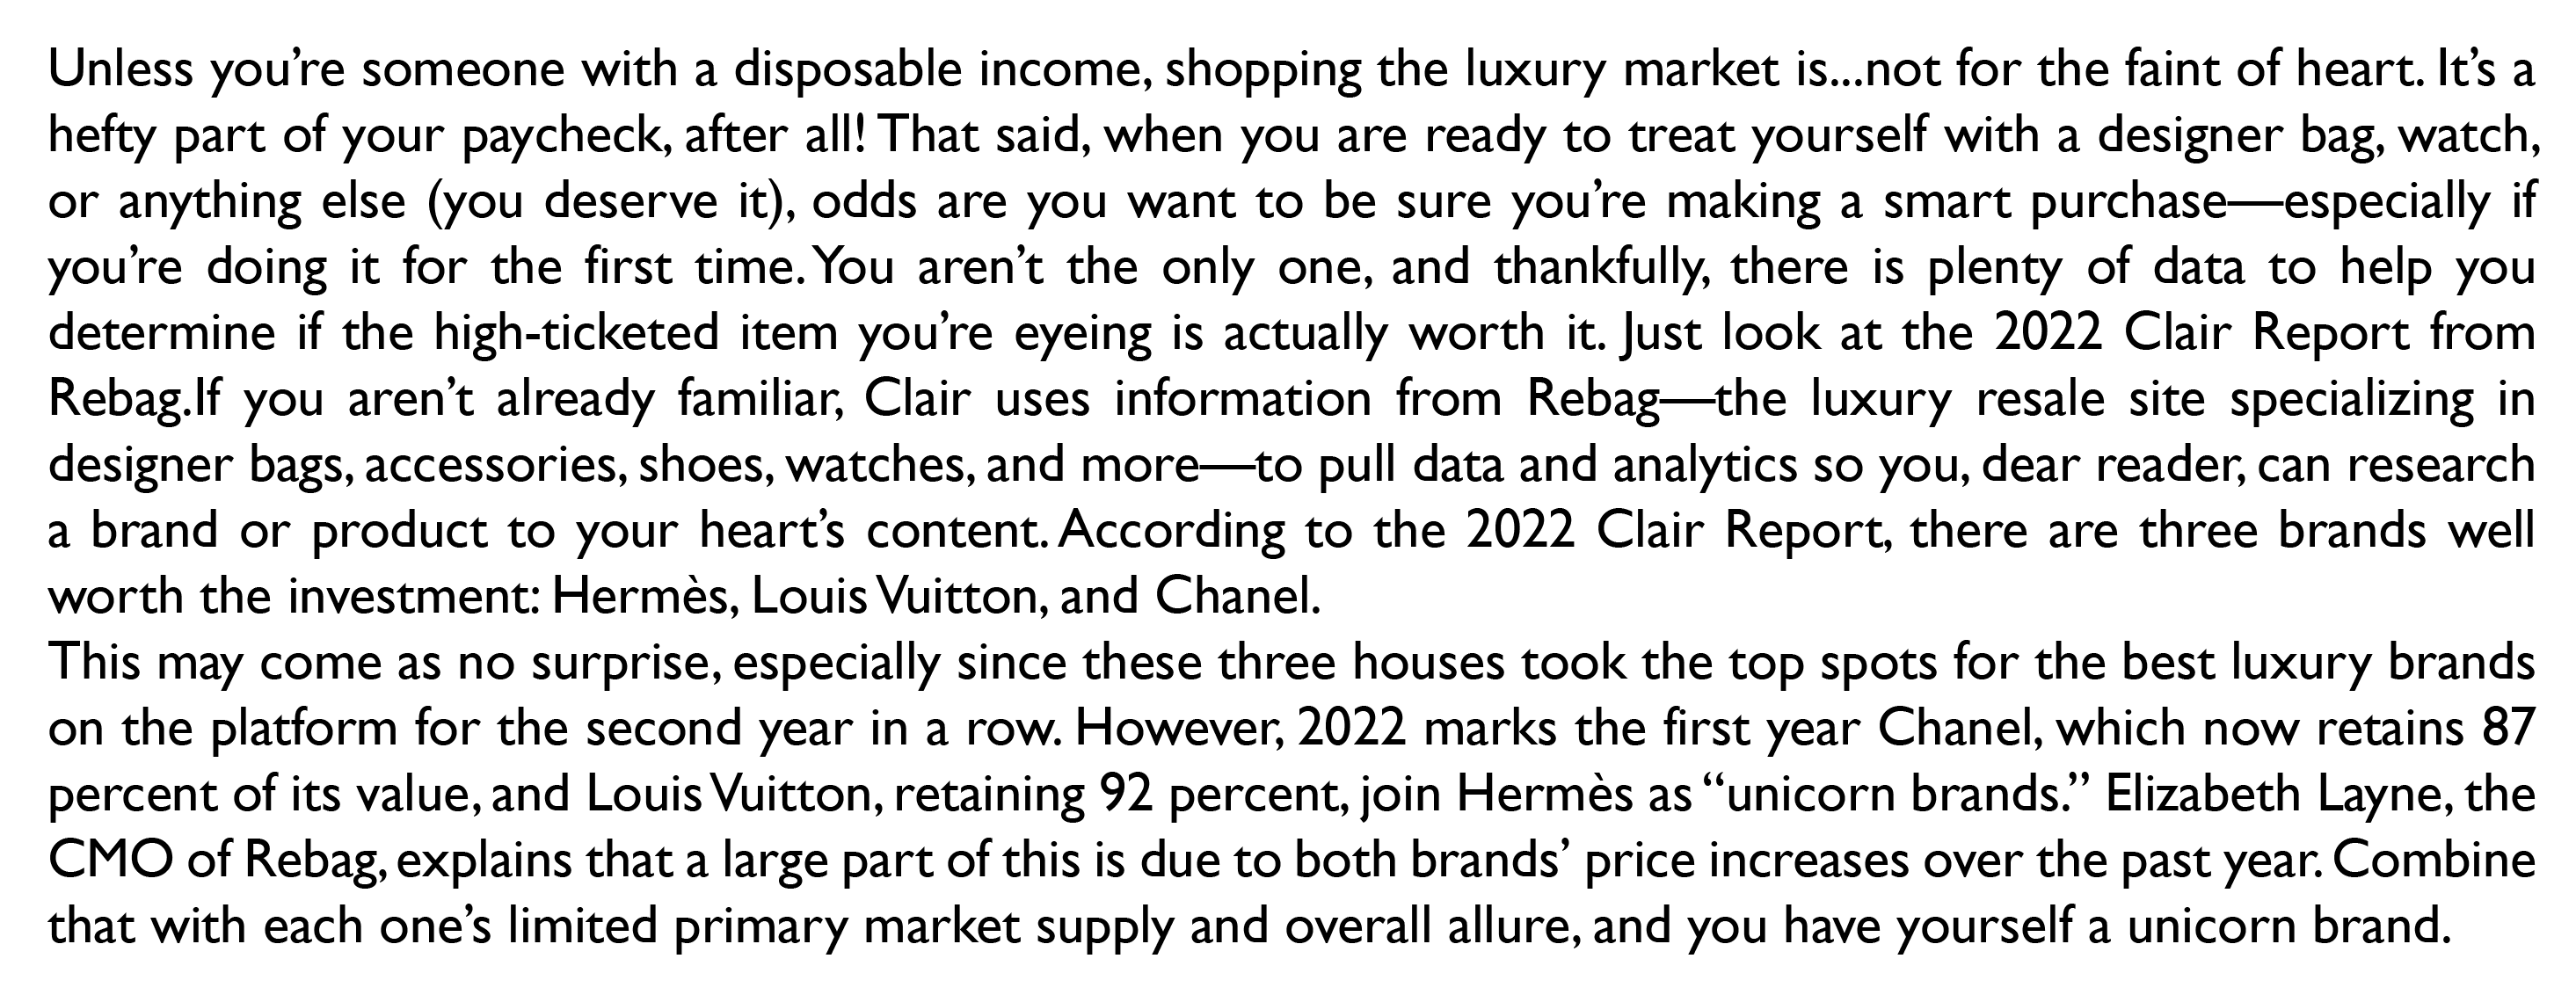 Unless you’re someone with a disposable income, shopping the luxury market is...not for the faint of heart. It’s a
hefty part of your paycheck, after all! That said, when you are ready to treat yourself with a designer bag, watch,
or anything else (you deserve it), odds are you want to be sure you’re making a smart purchase—especially if
you’re doing it for the first time. You aren’t the only one, and thankfully, there is plenty of data to help you
determine if the high-ticketed item you’re eyeing is actually worth it. Just look at the 2022 Clair Report from
Rebag.If you aren’t already familiar, Clair uses information from Rebag—the luxury resale site specializing in
designer bags, accessories, shoes, watches, and more—to pull data and analytics so you, dear reader, can research
a brand or product to your heart’s content. According to the 2022 Clair Report, there are three brands well
worth the investment: Hermès, Louis Vuitton, and Chanel.
This may come as no surprise, especially since these three houses took the top spots for the best luxury brands
on the platform for the second year in a row. However, 2022 marks the first year Chanel, which now retains 87
percent of its value, and Louis Vuitton, retaining 92 percent, join Hermès as “unicorn brands.” Elizabeth Layne, the
CMO of Rebag, explains that a large part of this is due to both brands’ price increases over the past year. Combine
that with each one’s limited primary market supply and overall allure, and you have yourself a unicorn brand.